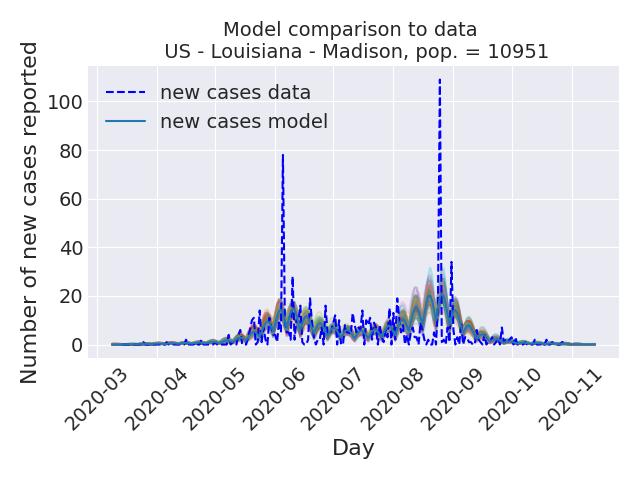 Model comparison to data
US - Louisiana - Madison, pop. = 10951
Number of new cases reported
100
80
60
40
20
0
new cases data
new cases model
2020-03
2020-04
2020-05
2020-06
2020-07
2020-08
2020-09
2020-10
2020-11
Day